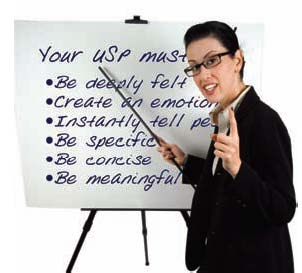 Your USP must
• Be deeply felt
• Create an emotion
• Instantly tell
• Be specific
• Be concise
• Be meaningful